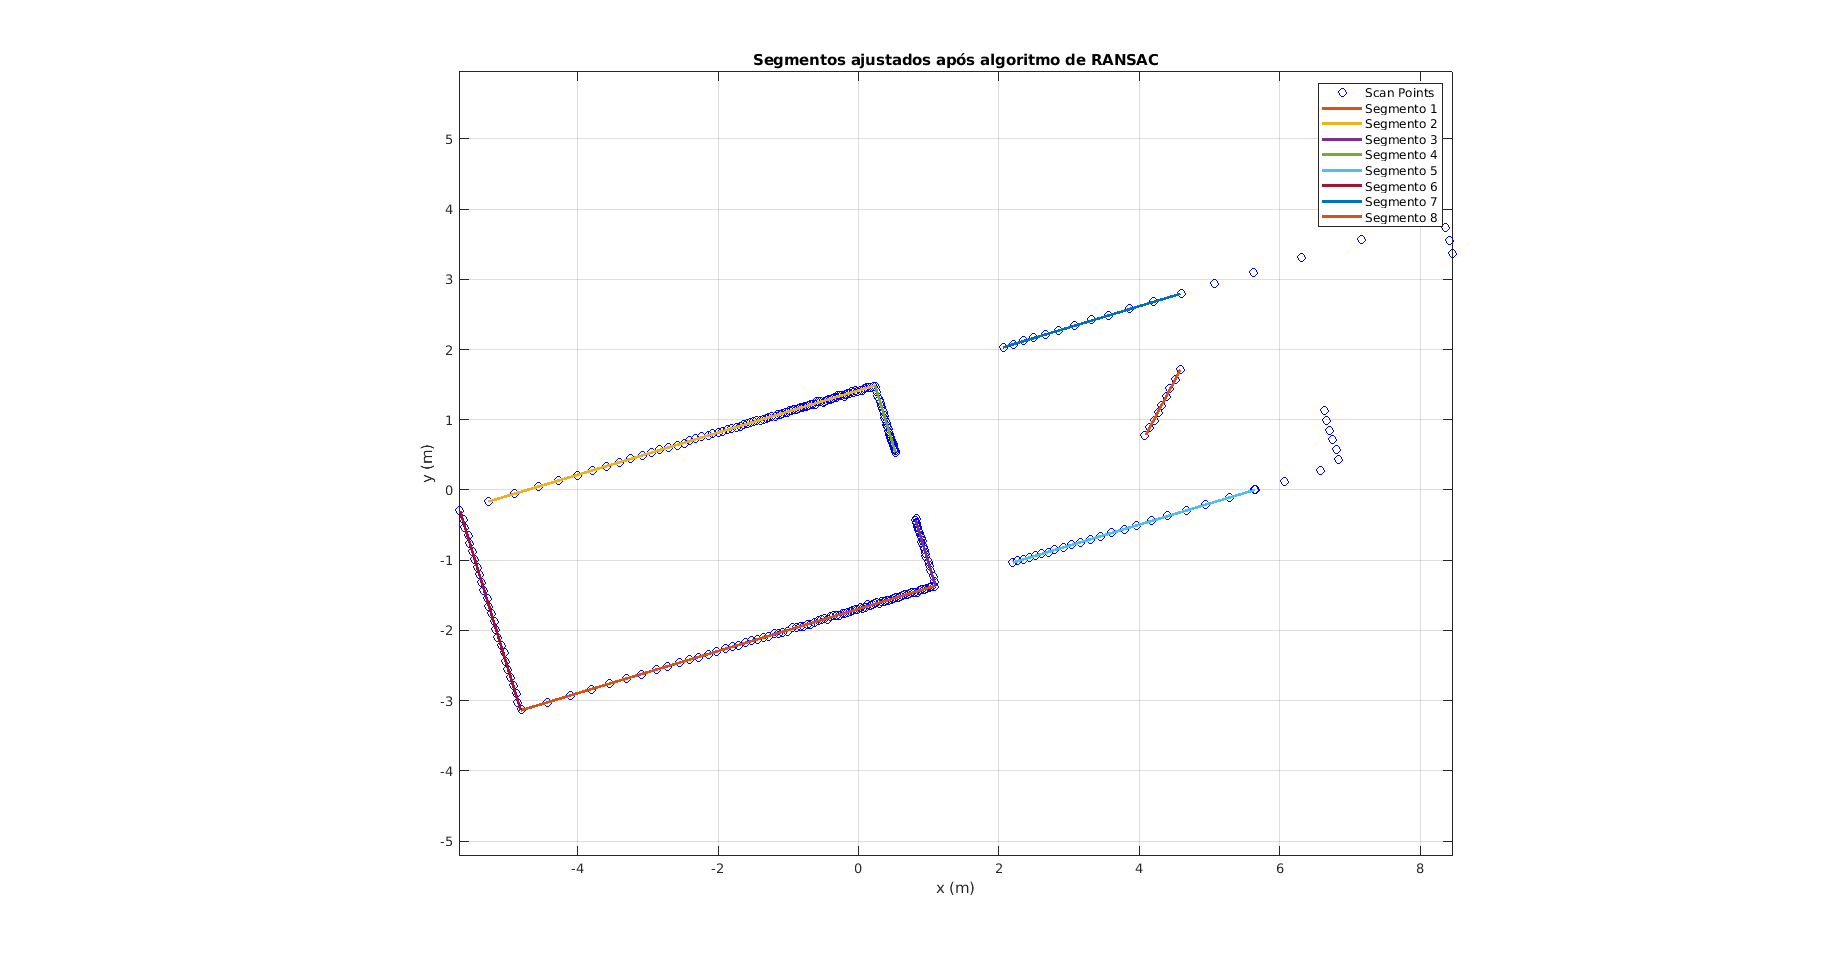 Segmentos ajustados após algoritmo de RANSAC
Scan Points
Segmento 1
Segmento 2
Segmento 3
Segmento 4
Segmento 5
Segmento 6
Segmento 7
Segmento 8
5
4
3
2
1
0
-1
-2
-3
-4
-5
y (m)
-4 -2 0 2 4 6 8
x (m)